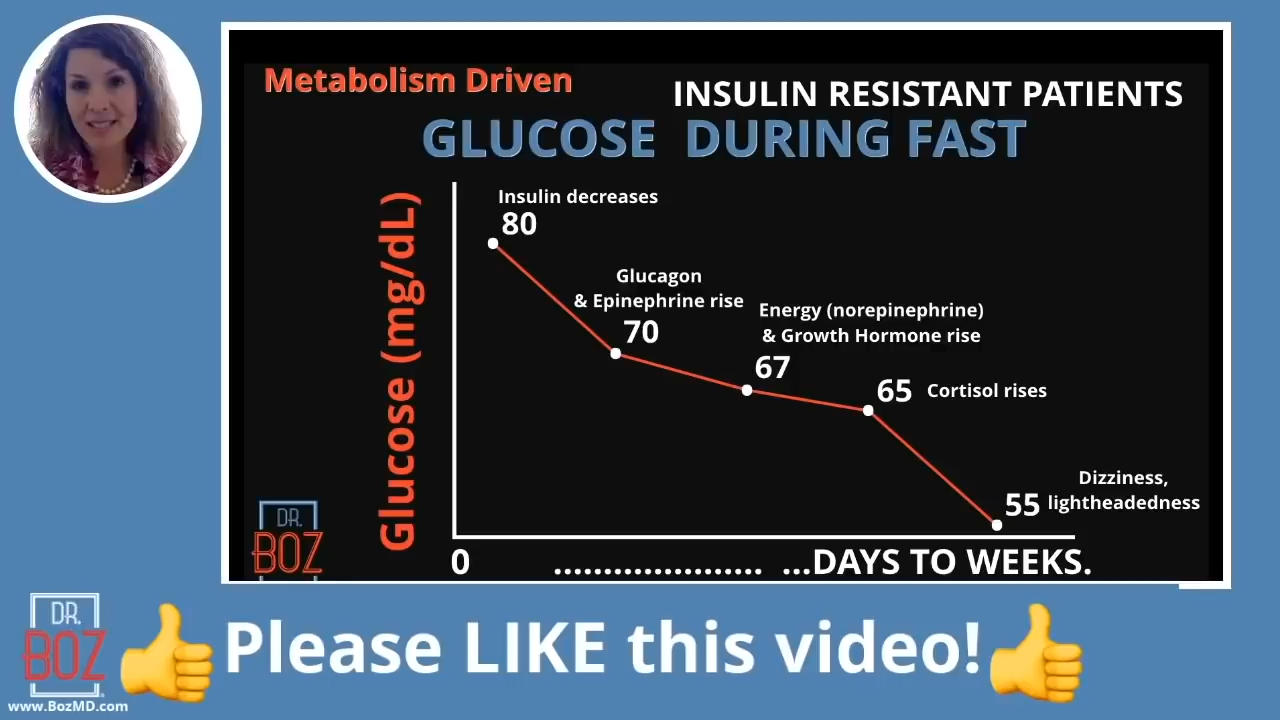 Metabolism Driven
INSULIN RESISTANT PATIENTS
GLUCOSE DURING FAST
Glucose (mg/dL)
Insulin decreases
80
Glucagon
& Epinephrine rise
70
Energy (norepinephrine)
& Growth Hormone rise
67
65 Cortisol rises
Dizziness,
55 lightheadedness
0 ..................... ...DAYS TO WEEKS.
DR.
BOZ
DR.
BOZ
Please LIKE this video!
www.BozMD.com